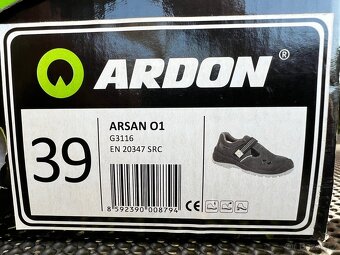 ARDON®
39
ARSAN O1
G3116
EN 20347 SRC
8 592390 008794
CE